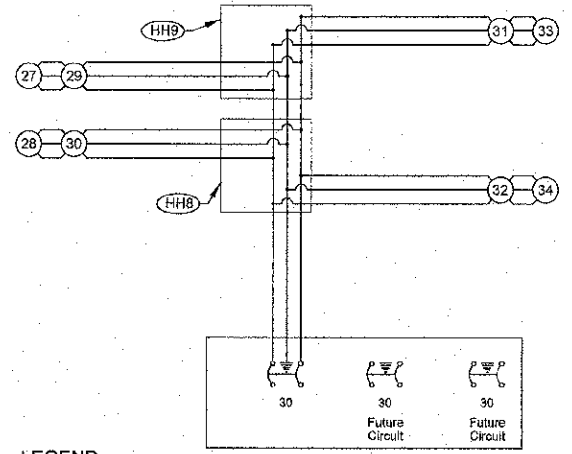 HH9
31 33
27 29
28 30
HH8
32 34
30 30 30
Future Future
Circuit Circuit
LEGEND